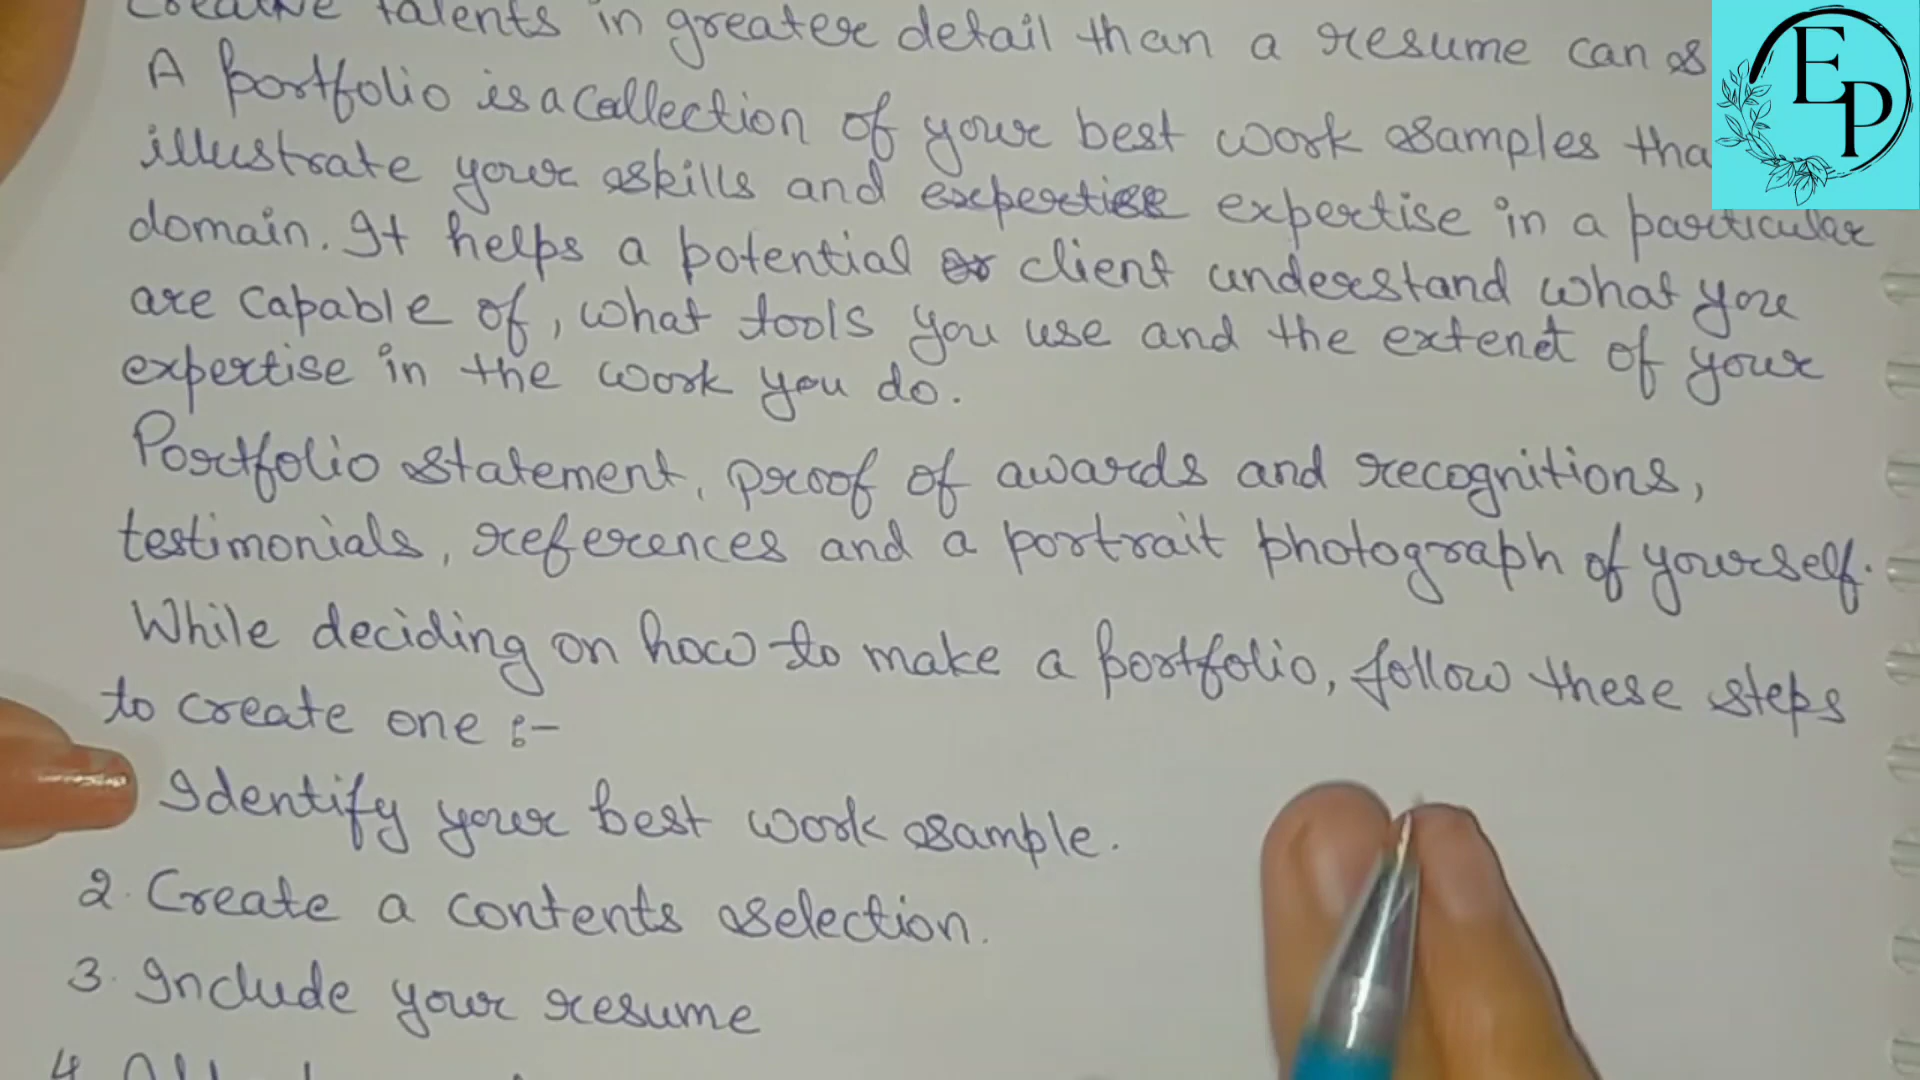 creative talents in greater detail than a resume can
A portfolio is a collection of your best work samples
illustrate your skills and expertise expertise in a particular
domain. It helps a potential or client understand what you
are capable of, what tools you use and the extent of your
expertise in the work you do.
Portfolio statement, proof of awards and recognitions,
testimonials, references and a portrait photograph of yourself.
While deciding on how to make a portfolio, follow these steps
to create one :-
Identify your best work sample.
2. Create a contents selection.
3. Include your resume
4.
EP